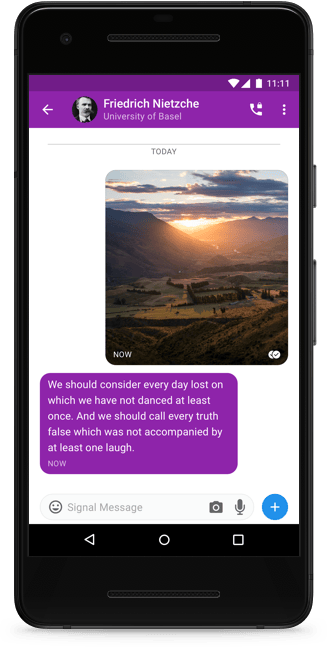 11:11
Friedrich Nietzche
University of Basel
TODAY
NOW
We should consider every day lost on
which we have not danced at least
once. And we should call every truth
false which was not accompanied by
at least one laugh.
NOW
Signal Message